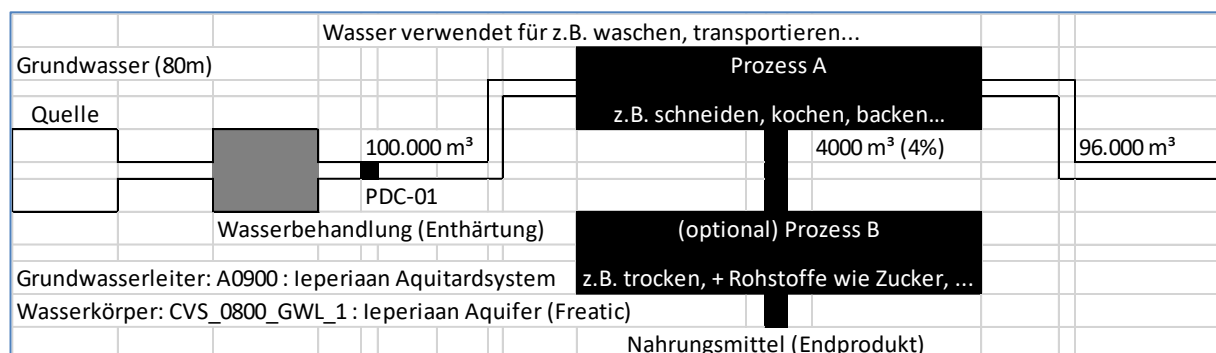 Wasser verwendet für z.B. waschen, transportieren...
Grundwasser (80m)
Prozess A
Quelle
z.B. schneiden, kochen, backen...
100.000 m³
4000 m³ (4%)
96.000 m³
PDC-01
Wasserbehandlung (Enthärtung)
(optional) Prozess B
Grundwasserleiter: A0900 : Ieperiaan Aquitardsystem
z.B. trocken, + Rohstoffe wie Zucker, ...
Wasserkörper: CVS_0800_GWL_1 : Ieperiaan Aquifer (Freatic)
Nahrungsmittel (Endprodukt)